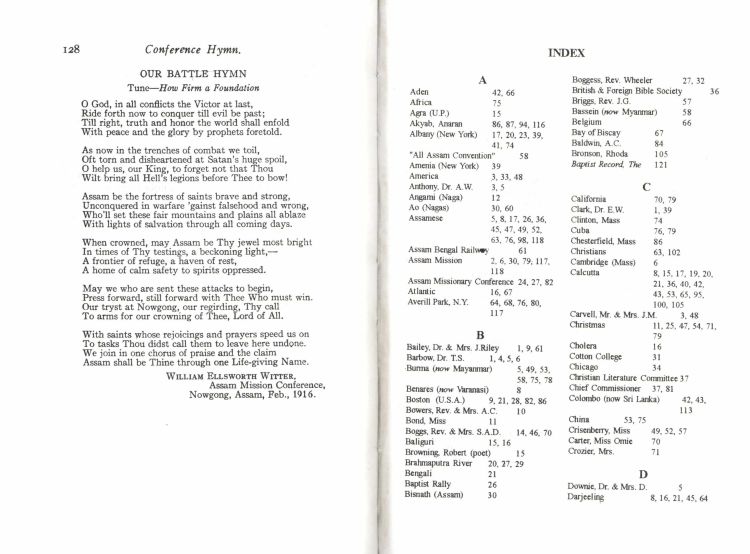 128
Conference Hymn.
OUR BATTLE HYMN
Tune—How Firm a Foundation
O God, in all conflicts the Victor at last,
Ride forth now to conquer till evil be past;
Till right, truth and honor the world shall enfold
With peace and the glory by prophets foretold.
As now in the trenches of combat we toil,
Oft torn and disheartened at Satan's huge spoil,
O help us, our King, to forget not that Thou
Wilt bring all Hell's legions before Thee to bow!
Assam be the fortress of saints brave and strong,
Unconquered in warfare 'gainst falsehood and wrong,
Who'll set these fair mountains and plains all ablaze
With lights of salvation through all coming days.
When crowned, may Assam be Thy jewel most bright
In times of Thy testings, a beckoning light,—
A frontier of refuge, a haven of rest,
A home of calm safety to spirits oppressed.
May we who are sent these attacks to begin,
Press forward, still forward with Thee Who must win.
Our tryst at Nowgong, our regirding, Thy call
To arms for our crowning of Thee, Lord of All.
With saints whose rejoicings and prayers speed us on
To tasks Thou didst call them to leave here undone.
We join in one chorus of praise and the claim
Assam shall be Thine through one Life-giving Name.
William Ellsworth Witter,
Assam Mission Conference,
Nowgong, Assam, Feb., 1916.
INDEX
A
Aden 42, 66
Africa 75
Agra (U.P.) 15
Akyab, Araran 86, 87, 94, 116
Albany (New York) 17, 20, 23, 39,
41, 74
"All Assam Convention" 58
Amenia (New York) 39
America 3, 33, 48
Anthony, Dr. A.W. 3, 5
Angami (Naga) 12
Ao (Nagas) 30, 60
Assamese 5, 8, 17, 26, 36,
45, 47, 49, 52,
63, 76, 98, 118
Assam Bengal Railway 61
Assam Mission 2, 6, 30, 79, 117,
118
Assam Missionary Conference 24, 27, 82
Atlantic 16, 67
Averill Park, N.Y. 64, 68, 76, 80,
117
B
Bailey, Dr. & Mrs. J.Riley 1, 9, 61
Barbow, Dr. T.S. 1, 4, 5, 6
Burma (now Mayanmar) 5, 49, 53,
58, 75, 78
Benares (now Varanasi) 8
Boston (U.S.A.) 9, 21, 28, 82, 86
Bowers, Rev. & Mrs. A.C. 10
Bond, Miss 11
Boggs, Rev. & Mrs. S.A.D. 14, 46, 70
Baliguri 15, 16
Browning, Robert (poet) 15
Brahmaputra River 20, 27, 29
Bengali 21
Baptist Rally 26
Bisnath (Assam) 30
Boggess, Rev. Wheeler 27, 32
British & Foreign Bible Society 36
Briggs, Rev. J.G. 57
Bassein (now Myanmar) 58
Belgium 66
Bay of Biscay 67
Baldwin, A.C. 84
Bronson, Rhoda 105
Baptist Record, The 121
C
California 70, 79
Clark, Dr. E.W. 1, 39
Clinton, Mass 74
Cuba 76, 79
Chesterfield, Mass 86
Christians 63, 102
Cambridge (Mass) 6
Calcutta 8, 15, 17, 19, 20,
21, 36, 40, 42,
43, 53, 65, 95,
100, 105
Carvell, Mr. & Mrs. J.M. 3, 48
Christmas 11, 25, 47, 54, 71,
79
Cholera 16
Cotton College 31
Chicago 34
Christian Literature Committee 37
Chief Commissioner 37, 81
Colombo (now Sri Lanka) 42, 43,
113
China 53, 75
Crisenberry, Miss 49, 52, 57
Carter, Miss Omie 70
Crozier, Mrs. 71
D
Downie, Dr. & Mrs. D. 5
Darjeeling 8, 16, 21, 45, 64